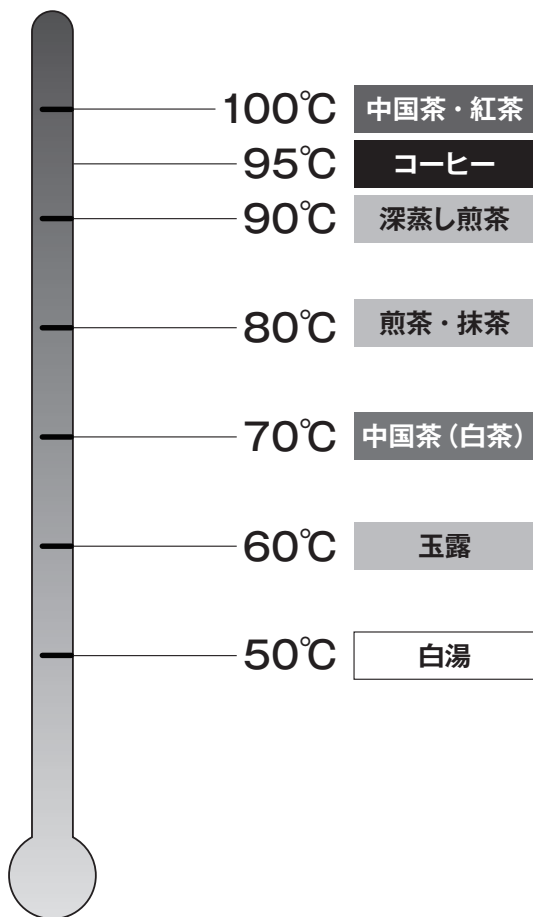 100℃ 中国茶・紅茶
95℃ コーヒー
90℃ 深蒸し煎茶
80℃ 煎茶・抹茶
70℃ 中国茶（白茶）
60℃ 玉露
50℃ 白湯